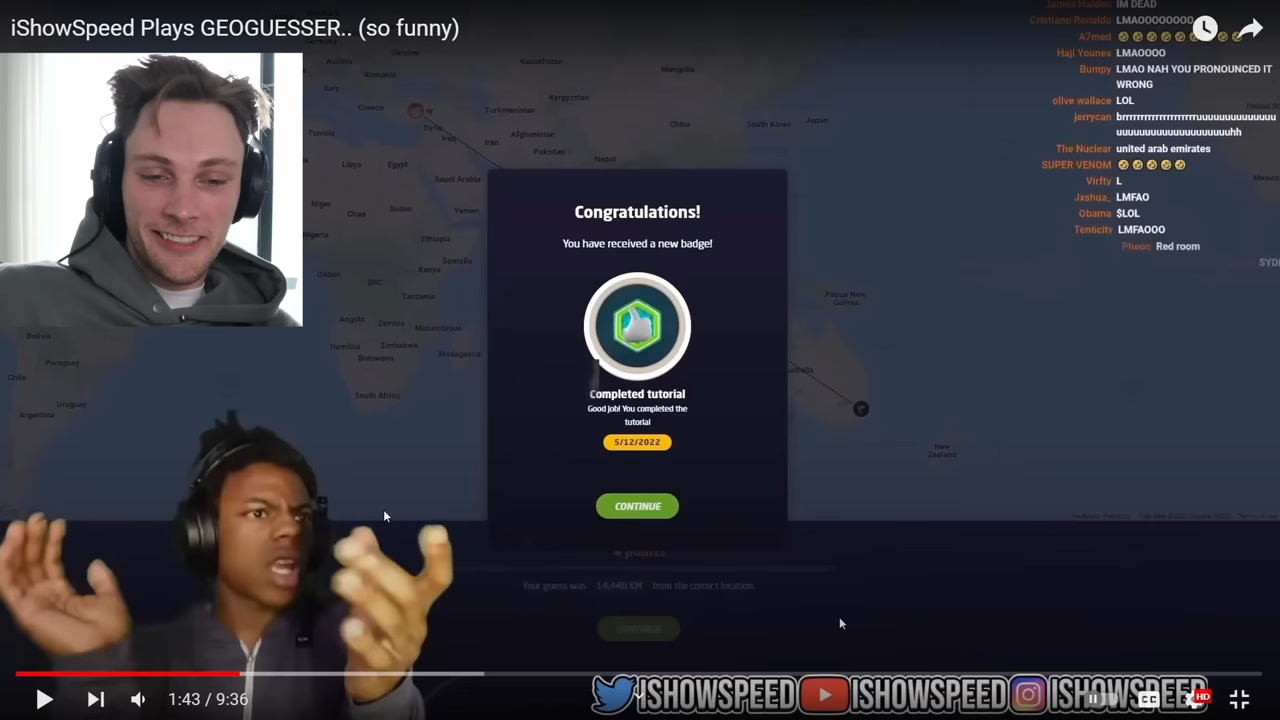 iShowSpeed Plays GEOGUESSER.. (so funny)
James Harden IM DEAD
Cristiano Ronaldo LMAOOOOOOOO
A7med
Haji Younes LMAOOOO
Bumpy LMAO NAH YOU PRONOUNCED IT
WRONG
olive wallace LOL
jerrycan
The Nuclear united arab emirates
SUPER VENOM
Virfty L
Jxshua_ LMFAO
Obama $LOL
Ten6city LMFAOOO
Pheon Red room
Ukraine
Austria
Romania
Kazakhstan
Mongolia
Italy
Greece
Turkmenistan
Kyrgyzstan
Tunisia
Syria
Iraq
Iran
Afghanistan
China
South Korea
Japan
Pakistan
Nepal
Libya
Egypt
Saudi Arabia
Niger
Chad
Sudan
Yemen
Nigeria
Ethiopia
Somalia
Gabon
DRC
Kenya
Tanzania
Angola
Zambia
Mozambique
Namibia
Zimbabwe
Botswana
Madagascar
South Africa
Bolivia
Paraguay
Chile
Uruguay
Argentina
Papua New
Guinea
New
Zealand
Congratulations!
You have received a new badge!
Completed tutorial
Good job! You completed the
tutorial
5/12/2022
CONTINUE
Your guess was 14,448 KM from the correct location.
CONTINUE
1:43 / 9:36
ISHOWSPEED ISHOWSPEED ISHOWSPEED
CC
HD